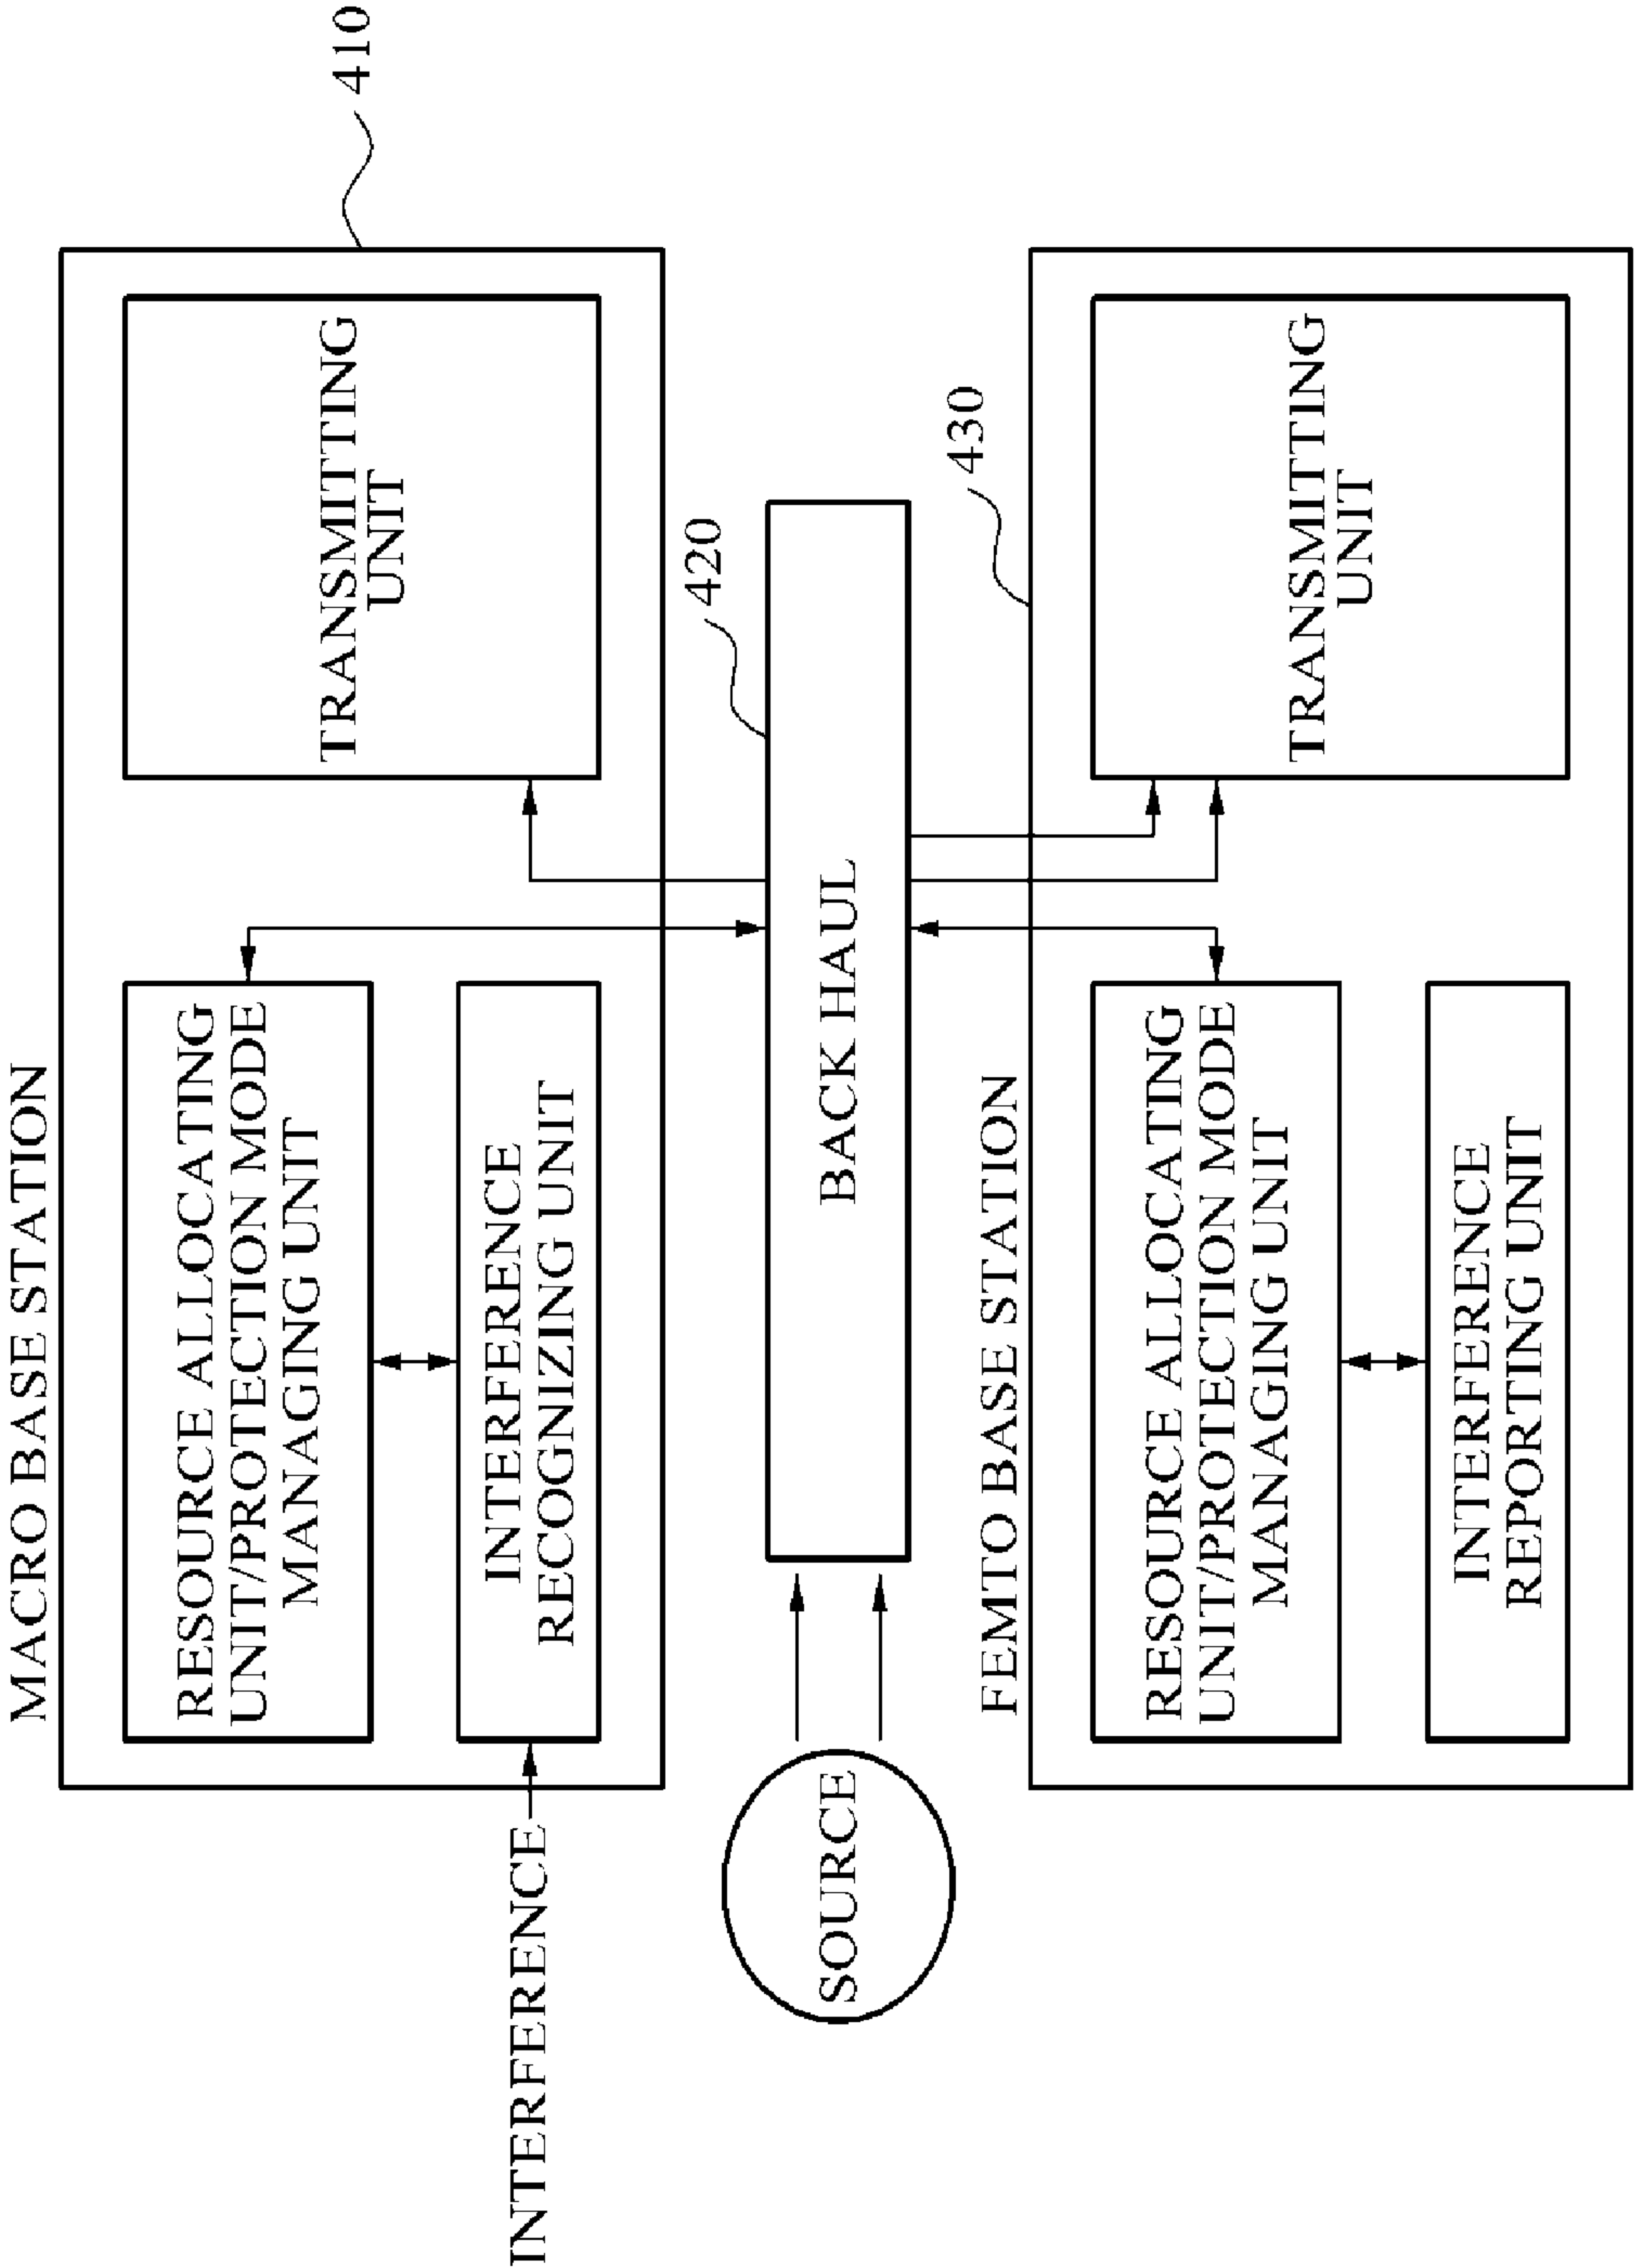 MACRO BASE STATION
410
RESOURCE ALLOCATING
UNIT/PROTECTION MODE
MANAGING UNIT
TRANSMITTING
UNIT
INTERFERENCE
INTERFERENCE
RECOGNIZING UNIT
420
SOURCE
BACK HAUL
430
FEMTO BASE STATION
RESOURCE ALLOCATING
UNIT/PROTECTION MODE
MANAGING UNIT
TRANSMITTING
UNIT
INTERFERENCE
REPORTING UNIT